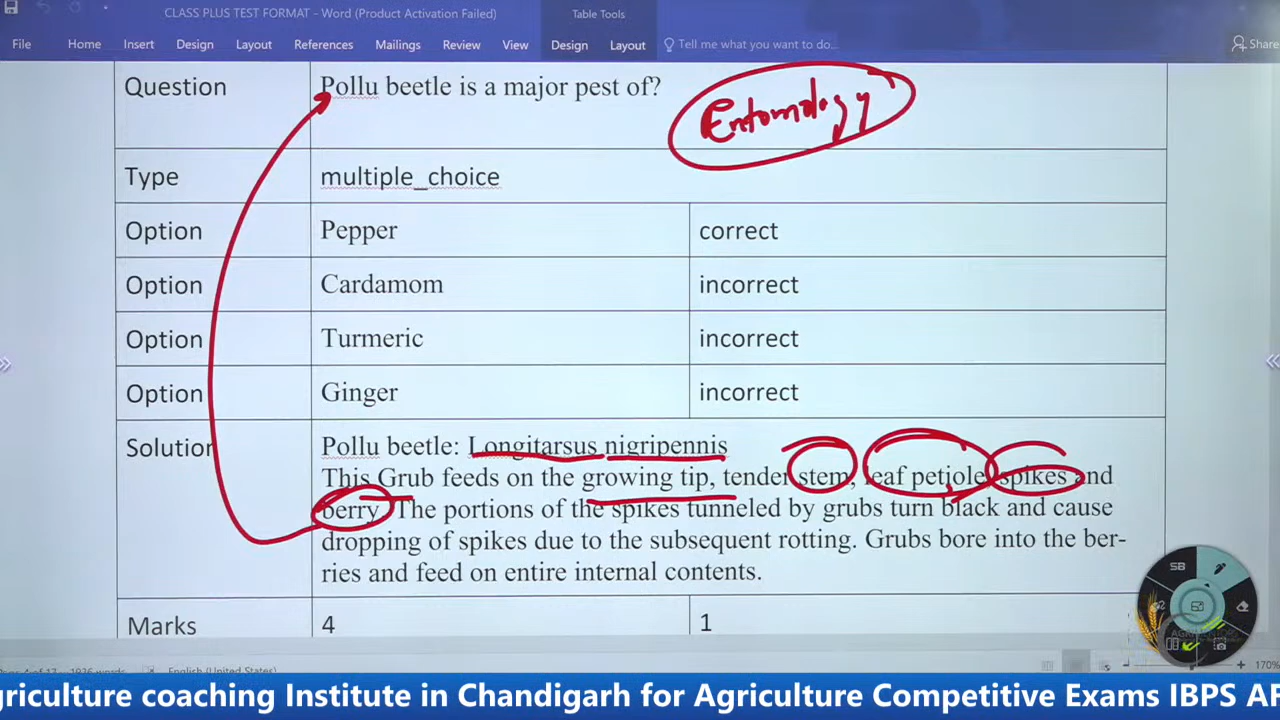 CLASS PLUS TEST FORMAT - Word (Product Activation Failed)
Table Tools
File Home Insert Design Layout References Mailings Review View Design Layout Tell me what you want to do... Share
Question Pollu beetle is a major pest of?
Entomology
Type multiple_choice
Option Pepper correct
Option Cardamom incorrect
Option Turmeric incorrect
Option Ginger incorrect
Solution Pollu beetle: Longitarsus nigripennis
This Grub feeds on the growing tip, tender stem, leaf petiole, spikes and
berry. The portions of the spikes tunneled by grubs turn black and cause
dropping of spikes due to the subsequent rotting. Grubs bore into the ber-
ries and feed on entire internal contents.
SB
Marks 4 1
English (United States) 170%
griculture coaching Institute in Chandigarh for Agriculture Competitive Exams IBPS AF